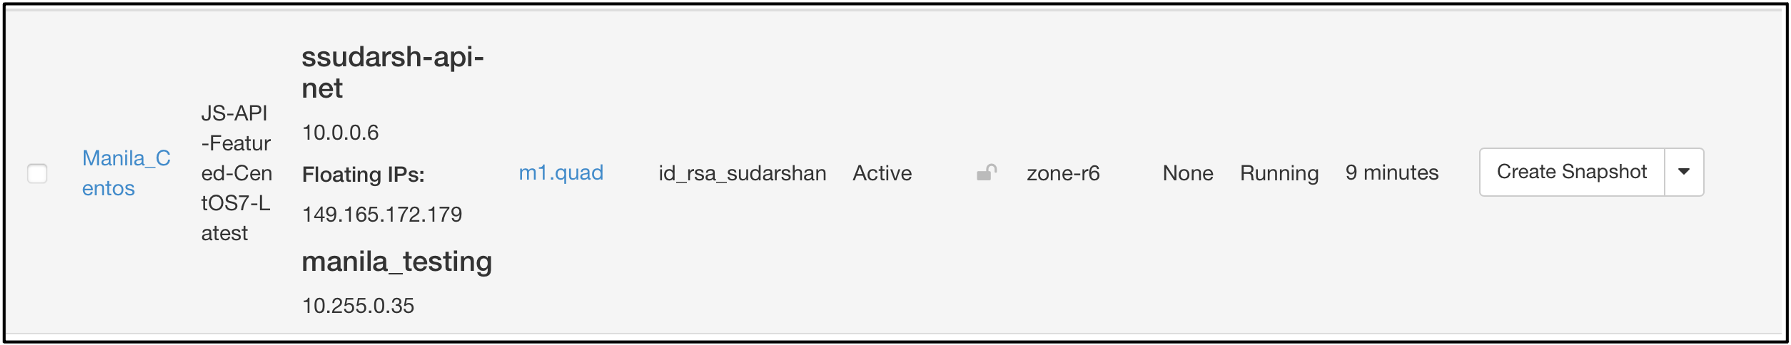 Manila_C
entos
JS-API
-Featur
ed-Cen
tOS7-L
atest
ssudarsh-api-
net
10.0.0.6
Floating IPs:
149.165.172.179
manila_testing
10.255.0.35
m1.quad
id_rsa_sudarshan
Active
zone-r6
None
Running
9 minutes
Create Snapshot